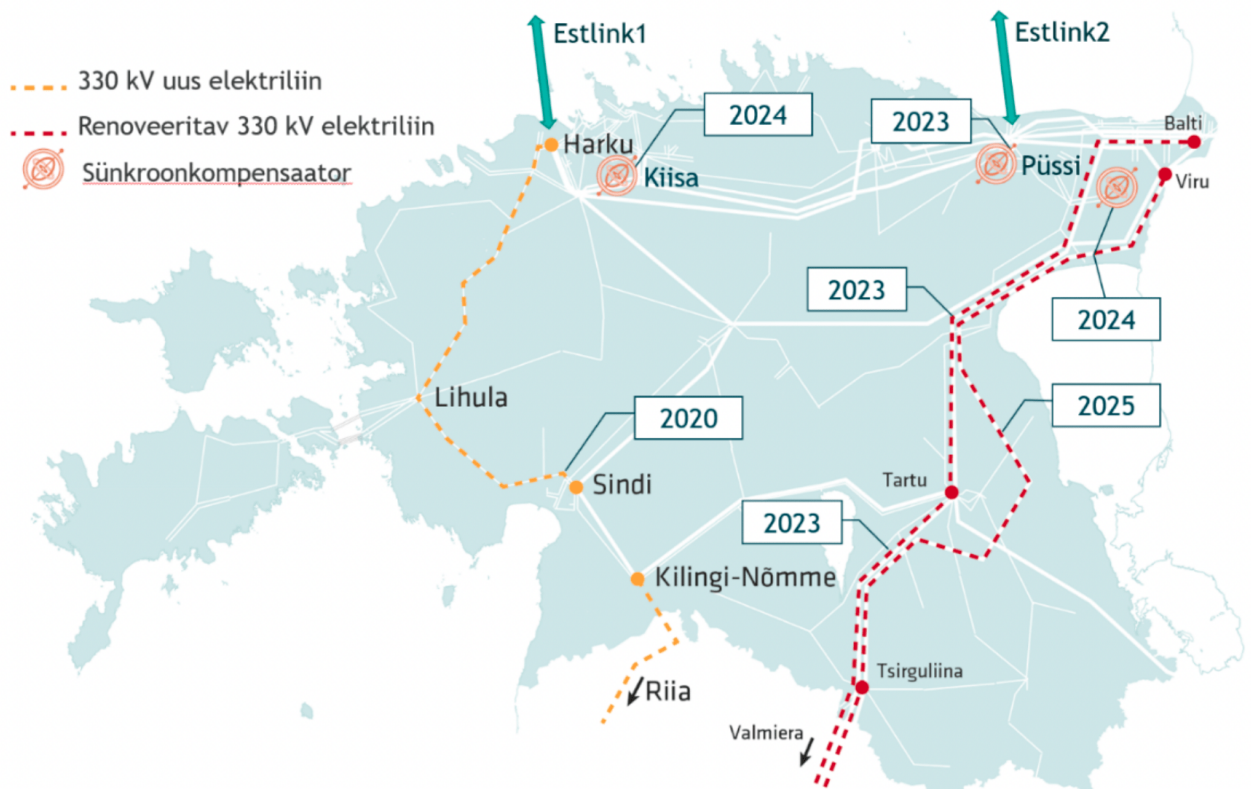 Estlink1
Estlink2
330 kV uus elektriliin
Renoveeritav 330 kV elektriliin
Sünkroonkompensaator
2024
2023
Balti
Harku
Kiisa
Püssi
Viru
2023
2024
Lihula
2020
2025
Sindi
Tartu
2023
Kilingi-Nõmme
Tsirguliina
Riia
Valmiera